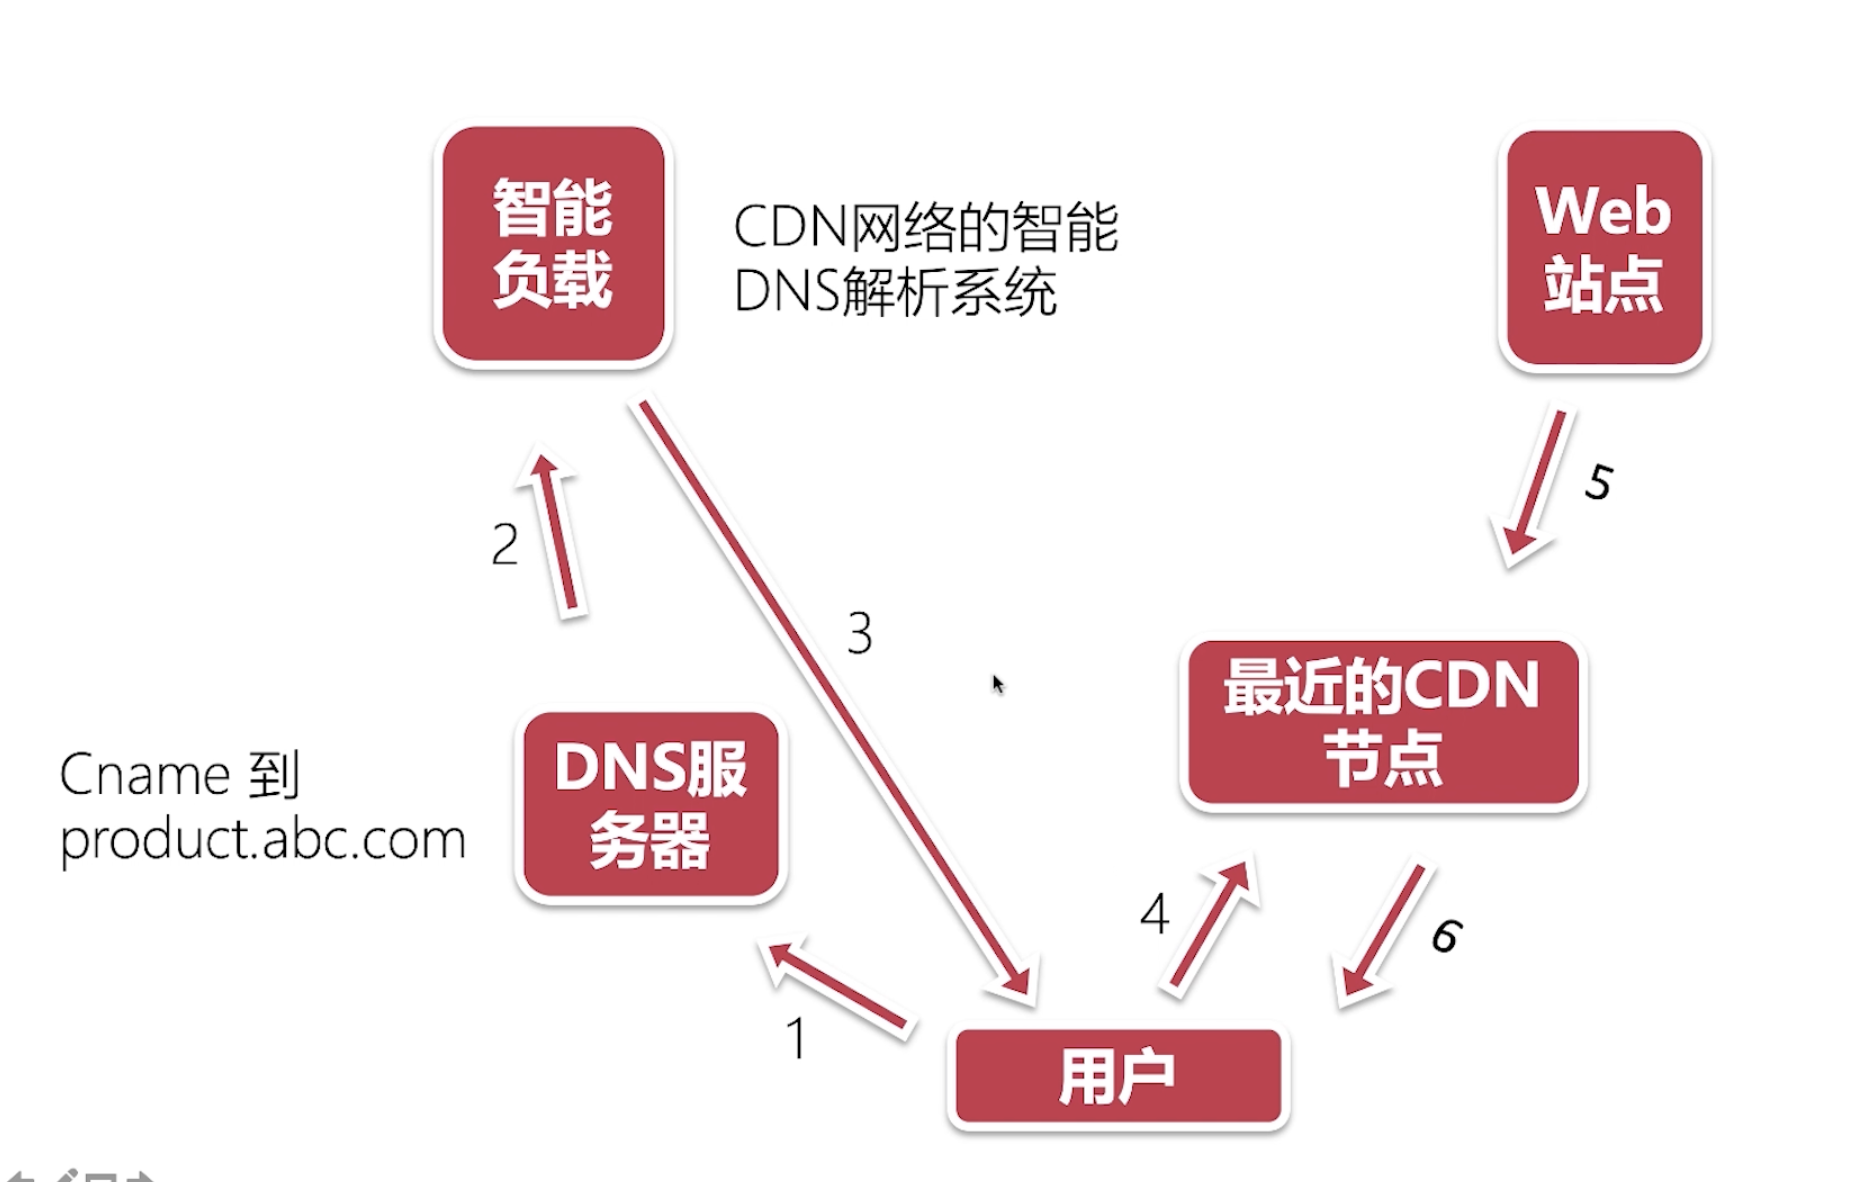 智能
负载
CDN网络的智能
DNS解析系统
Web
站点
5
2
3
最近的CDN
节点
Cname 到
product.abc.com
DNS服
务器
4
6
1
用户